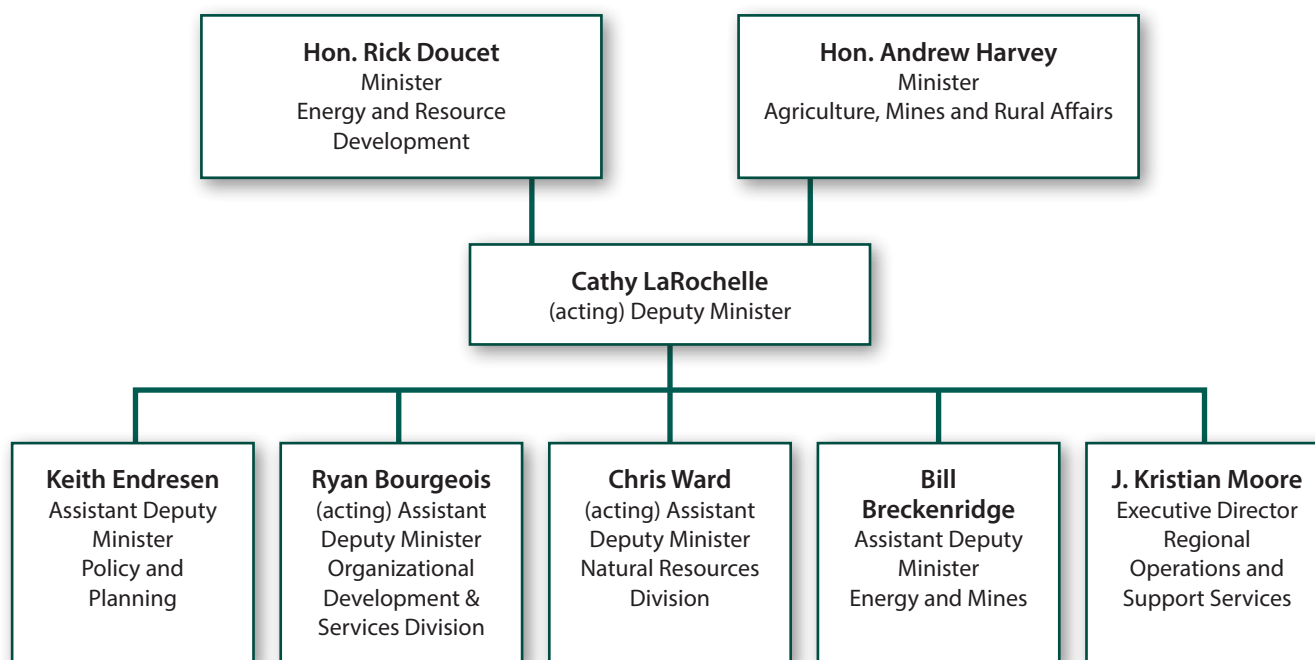 Hon. Rick Doucet
Minister
Energy and Resource
Development
Hon. Andrew Harvey
Minister
Agriculture, Mines and Rural Affairs
Cathy LaRochelle
(acting) Deputy Minister
Keith Endresen
Assistant Deputy
Minister
Policy and
Planning
Ryan Bourgeois
(acting) Assistant
Deputy Minister
Organizational
Development &
Services Division
Chris Ward
(acting) Assistant
Deputy Minister
Natural Resources
Division
Bill
Breckenridge
Assistant Deputy
Minister
Energy and Mines
J. Kristian Moore
Executive Director
Regional
Operations and
Support Services